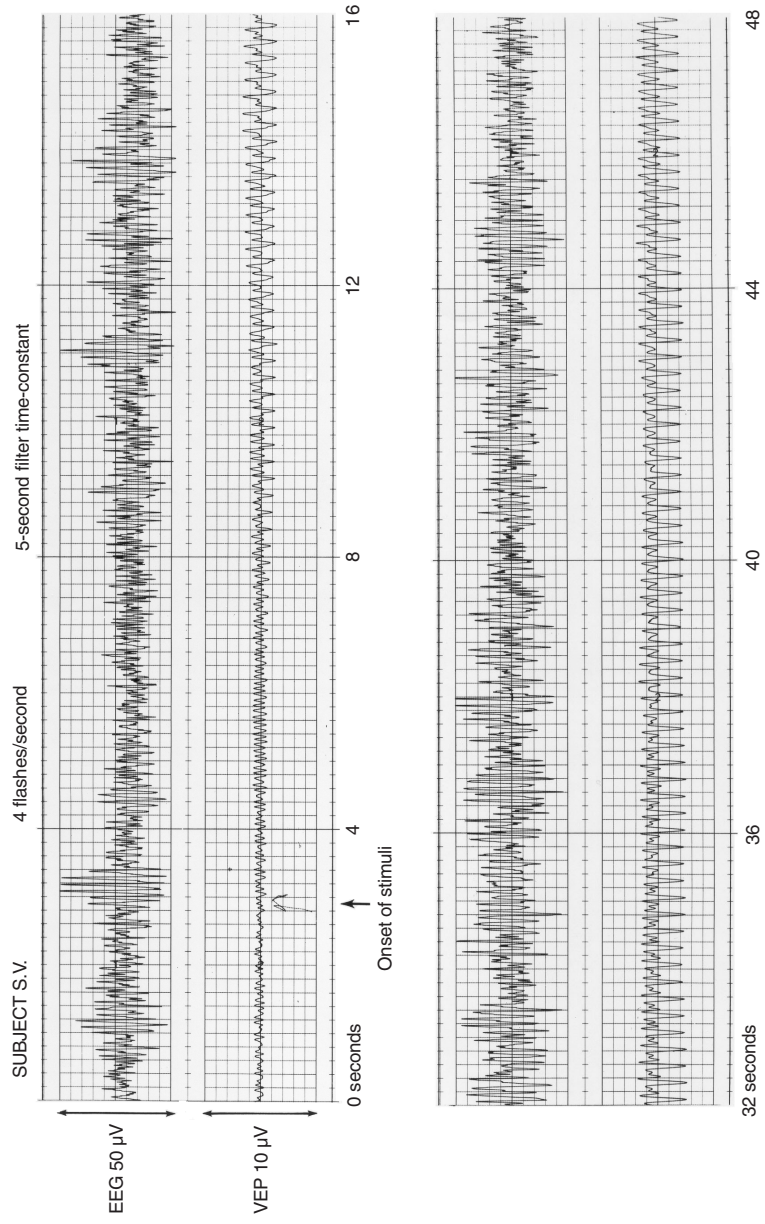 SUBJECT S.V.
4 flashes/second
5-second filter time-constant
EEG 50 µV
VEP 10 µV
0 seconds
4
8
12
16
Onset of stimuli
32 seconds
36
40
44
48